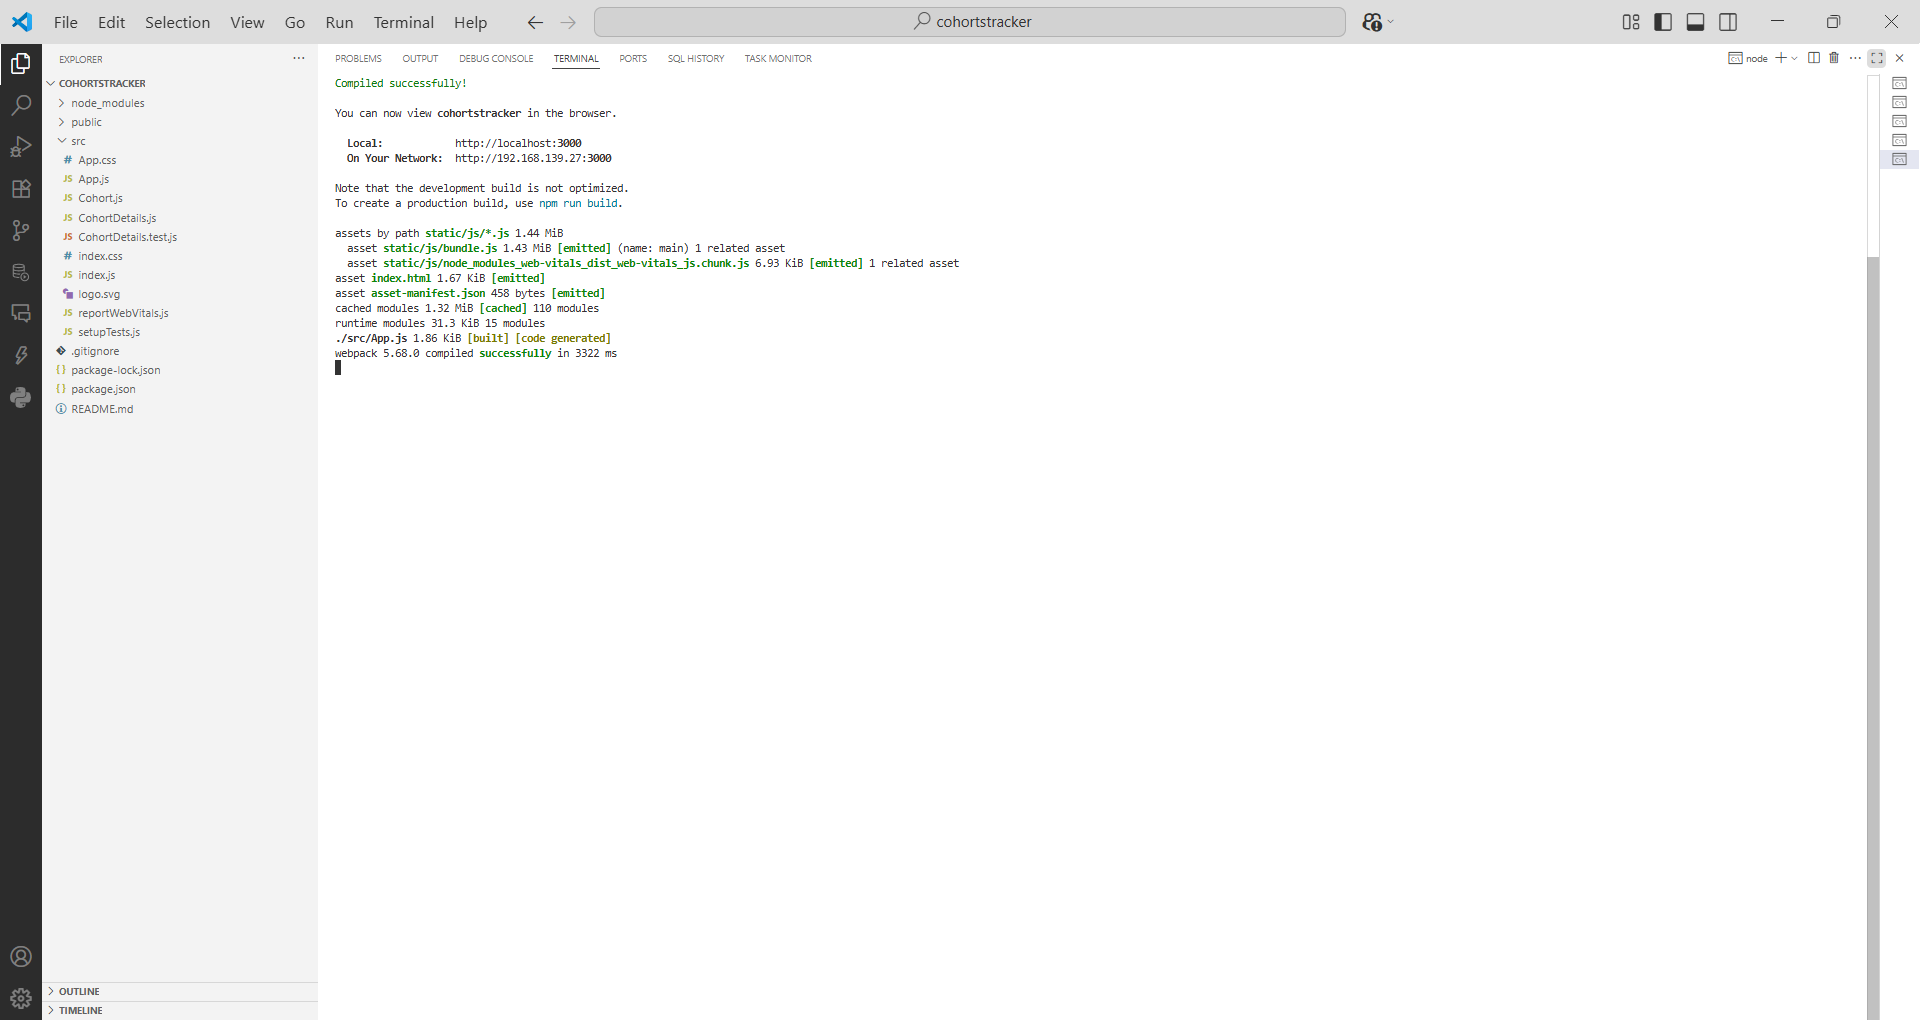 File Edit Selection View Go Run Terminal Help
cohortstracker
EXPLORER
COHORTSTRACKER
node_modules
public
src
# App.css
JS App.js
JS Cohort.js
JS CohortDetails.js
JS CohortDetails.test.js
# index.css
JS index.js
logo.svg
JS reportWebVitals.js
JS setupTests.js
.gitignore
{} package-lock.json
{} package.json
README.md
OUTLINE
TIMELINE
PROBLEMS OUTPUT DEBUG CONSOLE TERMINAL PORTS SQL HISTORY TASK MONITOR
node
Compiled successfully!
You can now view cohortstracker in the browser.
Local: http://localhost:3000
On Your Network: http://192.168.139.27:3000
Note that the development build is not optimized.
To create a production build, use npm run build.
assets by path static/js/*.js 1.44 MiB
asset static/js/bundle.js 1.43 MiB [emitted] (name: main) 1 related asset
asset static/js/node_modules_web-vitals_dist_web-vitals_js.chunk.js 6.93 KiB [emitted] 1 related asset
asset index.html 1.67 KiB [emitted]
asset asset-manifest.json 458 bytes [emitted]
cached modules 1.32 MiB [cached] 110 modules
runtime modules 31.3 KiB 15 modules
./src/App.js 1.86 KiB [built] [code generated]
webpack 5.68.0 compiled successfully in 3322 ms